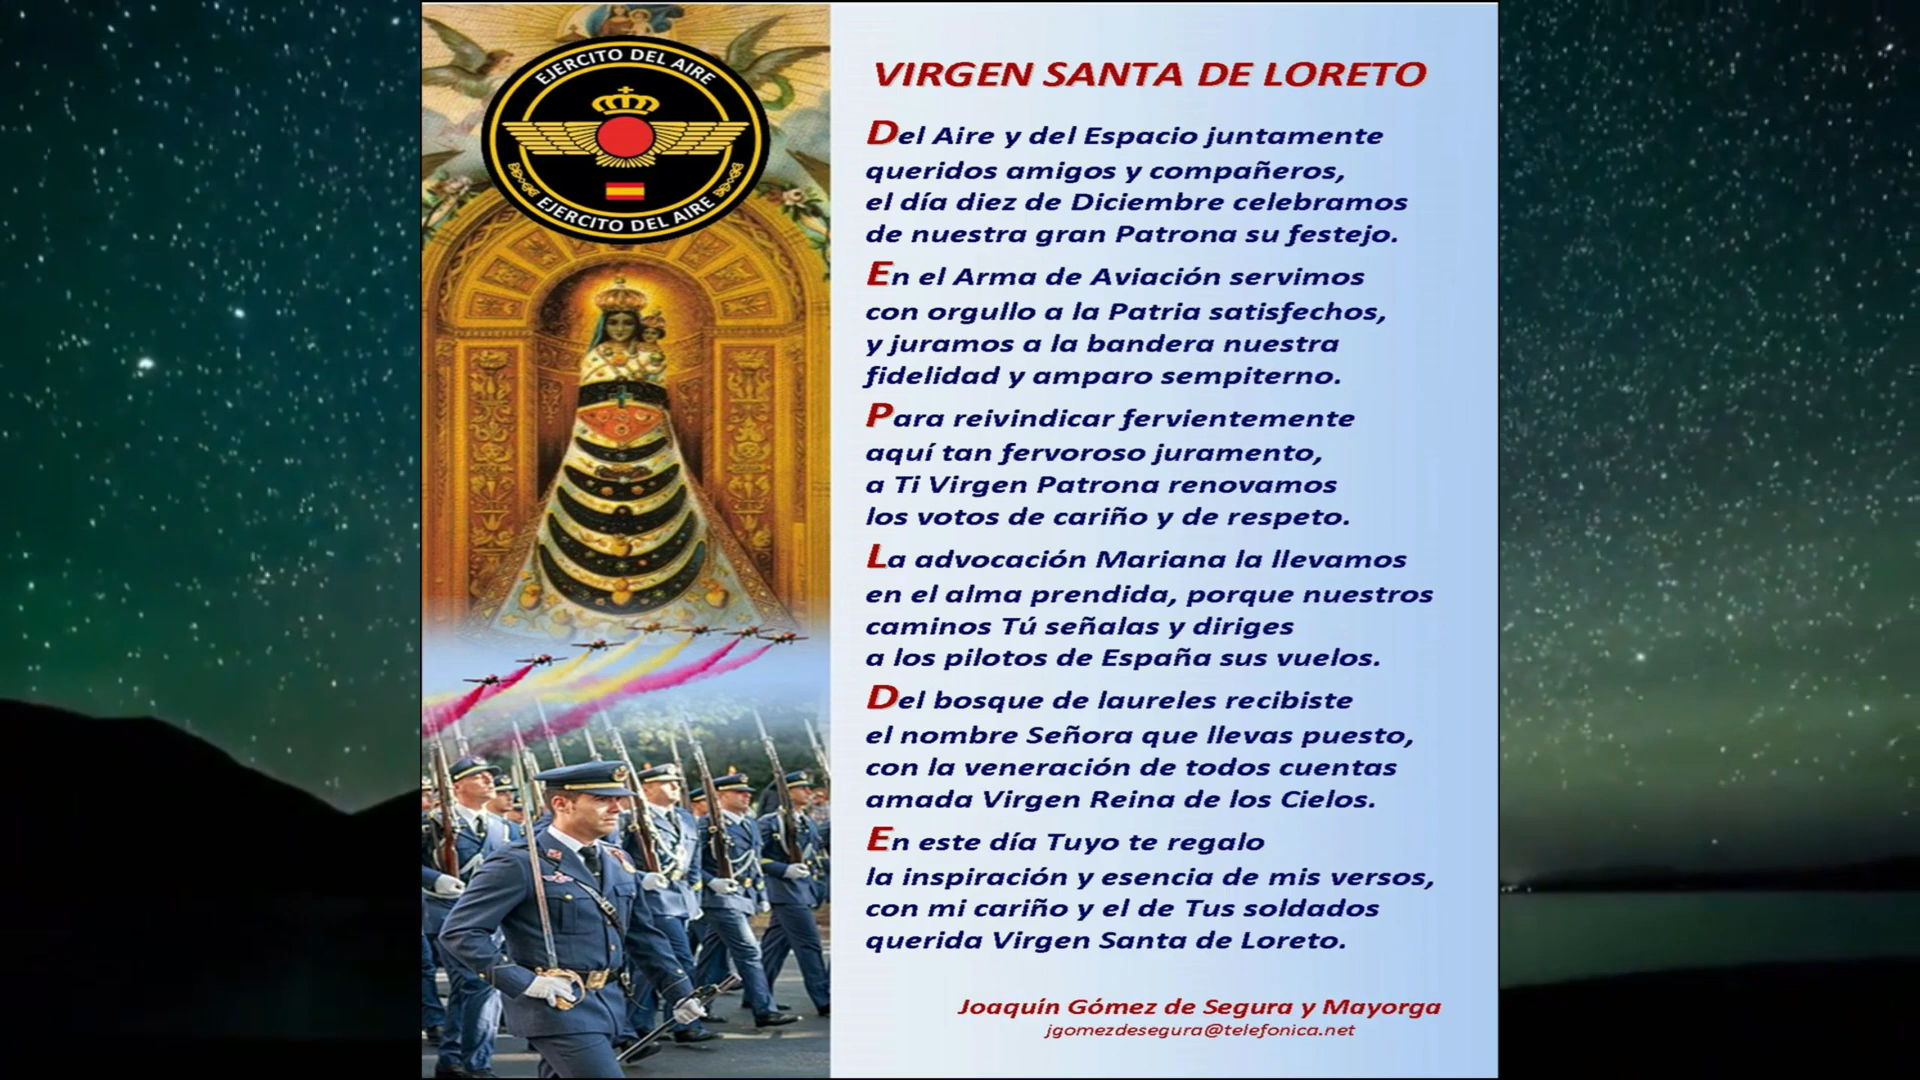 EJERCITO DEL AIRE
EJERCITO DEL AIRE
VIRGEN SANTA DE LORETO
Del Aire y del Espacio juntamente
queridos amigos y compañeros,
el día diez de Diciembre celebramos
de nuestra gran Patrona su festejo.
En el Arma de Aviación servimos
con orgullo a la Patria satisfechos,
y juramos a la bandera nuestra
fidelidad y amparo sempiterno.
Para reivindicar fervientemente
aquí tan fervoroso juramento,
a Ti Virgen Patrona renovamos
los votos de cariño y de respeto.
La advocación Mariana la llevamos
en el alma prendida, porque nuestros
caminos Tú señalas y diriges
a los pilotos de España sus vuelos.
Del bosque de laureles recibiste
el nombre Señora que llevas puesto,
con la veneración de todos cuentas
amada Virgen Reina de los Cielos.
En este día Tuyo te regalo
la inspiración y esencia de mis versos,
con mi cariño y el de Tus soldados
querida Virgen Santa de Loreto.
Joaquín Gómez de Segura y Mayorga
jgomezdesegura@telefonica.net